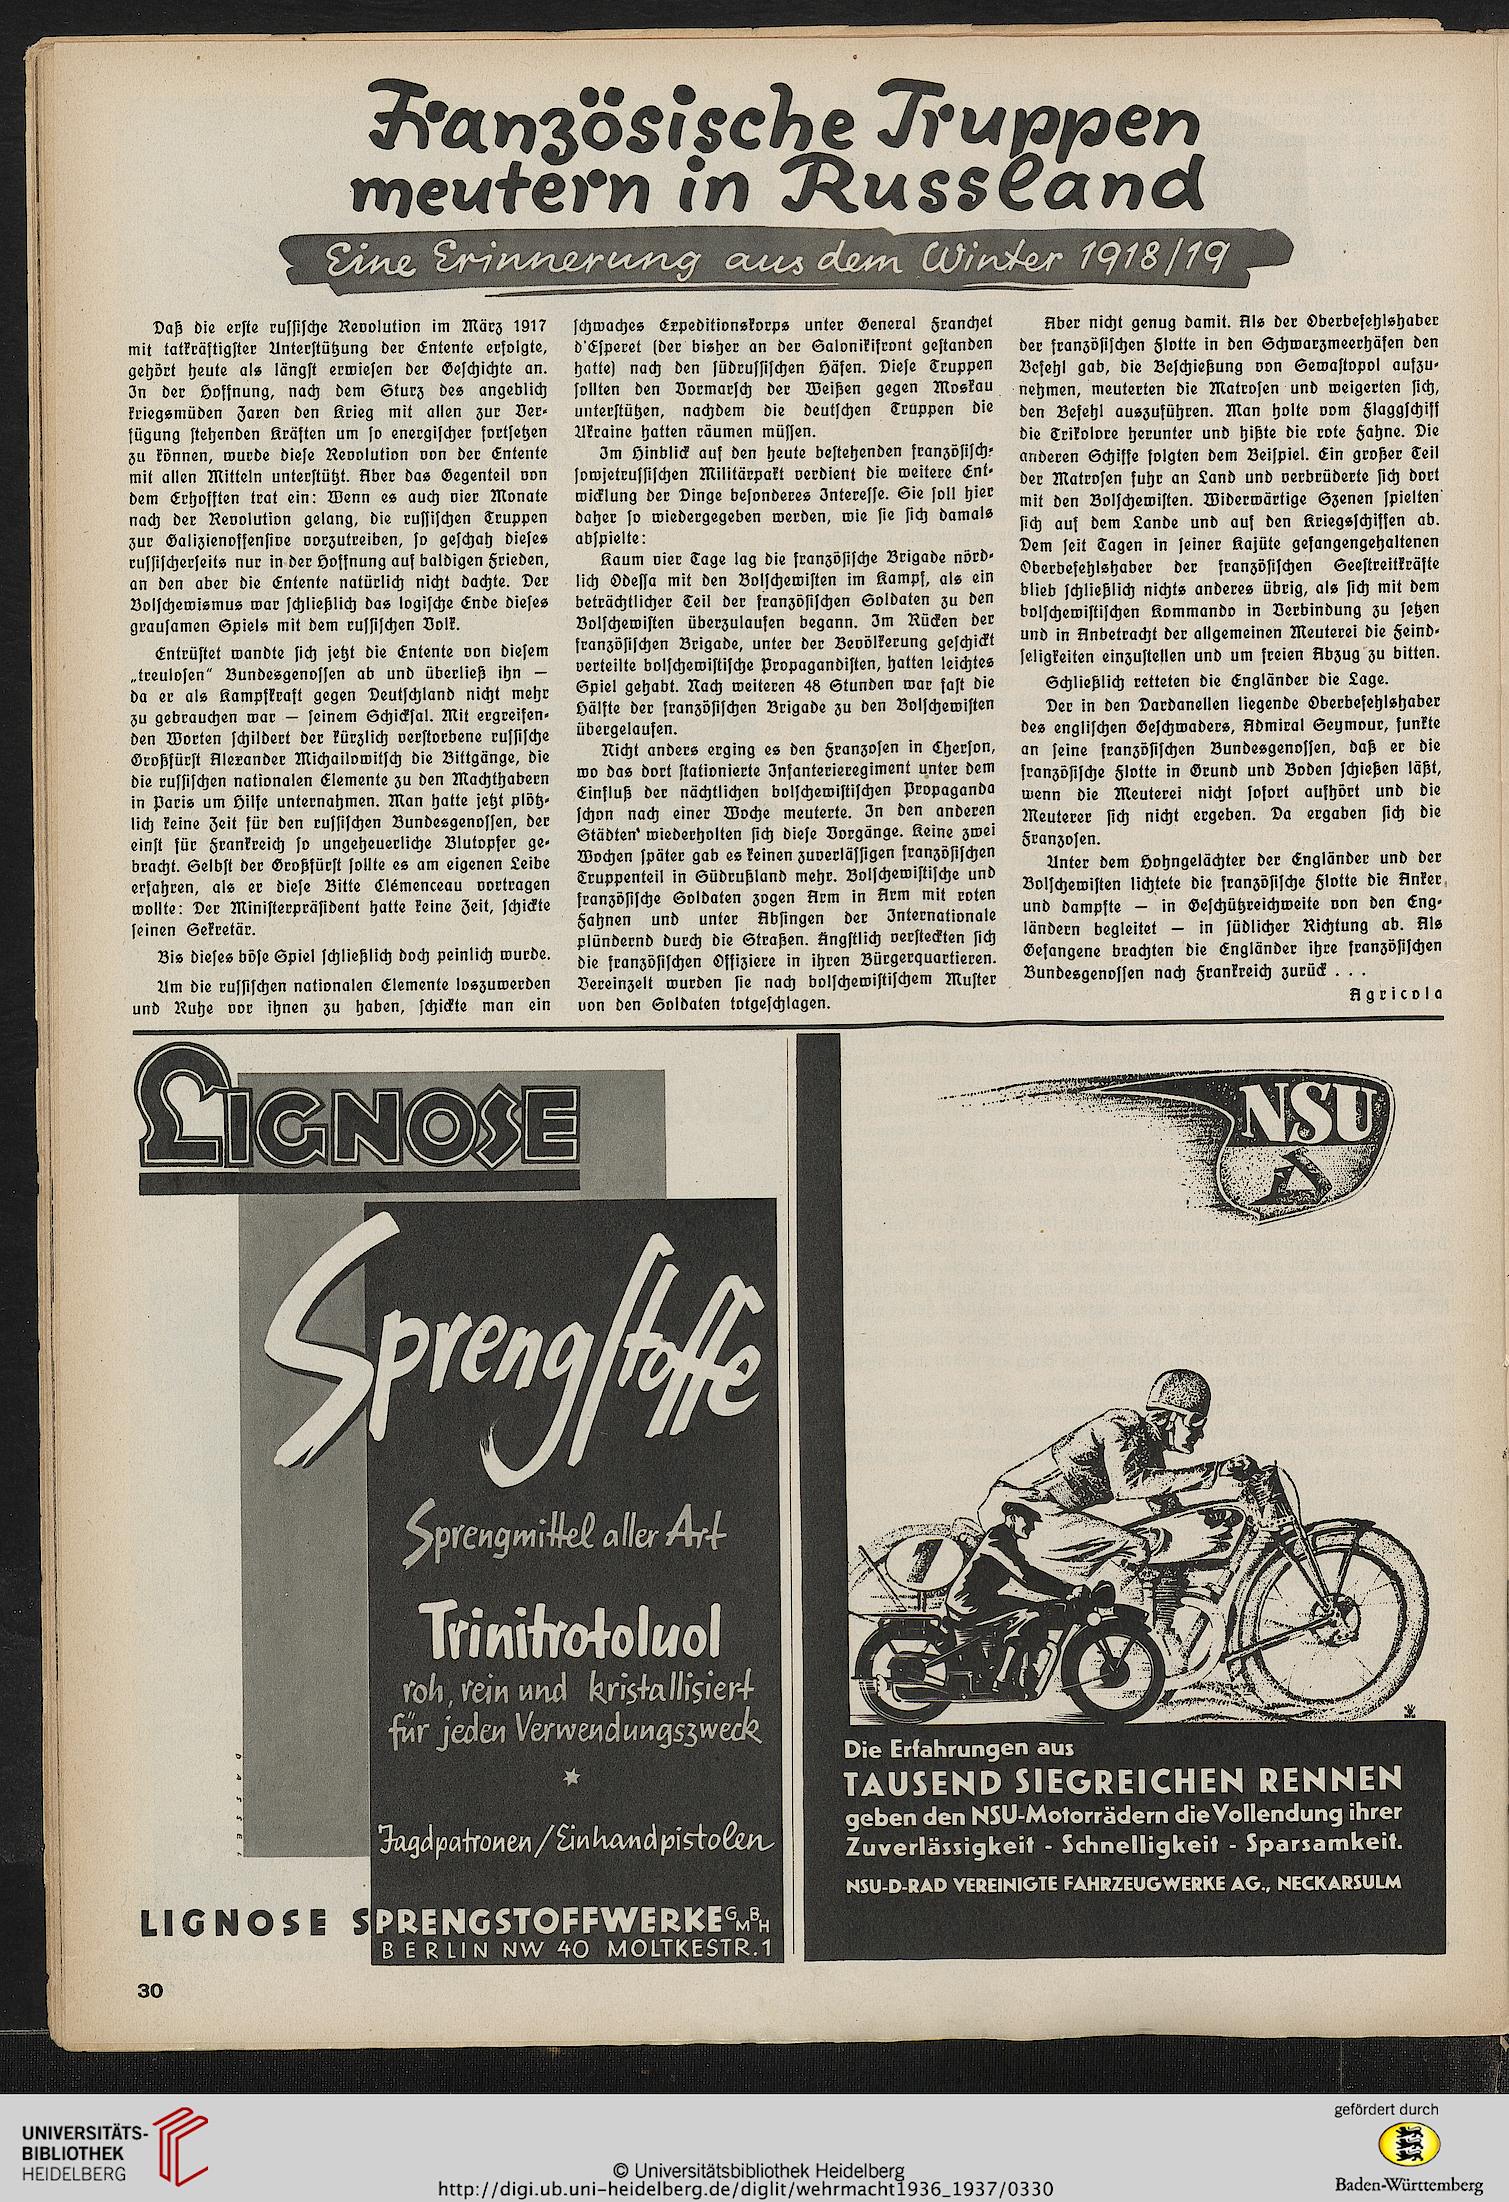 Französische Truppen
meutern in Russland
Eine Erinnerung aus dem Winter 1918/19
Daß die erste russische Revolution im März 1917
mit tatkräftigster Unterstützung der Entente erfolgte,
gehört heute als längst erwiesen der Geschichte an.
In der Hoffnung, nach dem Sturz des angeblich
kriegsmüden Zaren den Krieg mit allen zur Ver-
fügung stehenden Kräften um so energischer fortsetzen
zu können, wurde diese Revolution von der Entente
mit allen Mitteln unterstützt. Aber das Gegenteil von
dem Erhofften trat ein: Wenn es auch vier Monate
nach der Revolution gelang, die russischen Truppen
zur Galizienoffensive vorzutreiben, so geschah dieses
russischerseits nur in der Hoffnung auf baldigen Frieden,
an den aber die Entente natürlich nicht dachte. Der
Bolschewismus war schließlich das logische Ende dieses
grausamen Spiels mit dem russischen Volk.
Entrüstet wandte sich jetzt die Entente von diesem
„treulosen“ Bundesgenossen ab und überließ ihn —
da er als Kampfkraft gegen Deutschland nicht mehr
zu gebrauchen war — seinem Schicksal. Mit ergreifen-
den Worten schildert der kürzlich verstorbene russische
Großfürst Alexander Michailowitsch die Bittgänge, die
die russischen nationalen Elemente zu den Machthabern
in Paris um Hilfe unternahmen. Man hatte jetzt plötz-
lich keine Zeit für den russischen Bundesgenossen, der
einst für Frankreich so ungeheuerliche Blutopfer ge-
bracht. Selbst der Großfürst sollte es am eigenen Leibe
erfahren, als er diese Bitte Clémenceau vortragen
wollte: Der Ministerpräsident hatte keine Zeit, schickte
seinen Sekretär.
Bis dieses böse Spiel schließlich doch peinlich wurde.
Um die russischen nationalen Elemente loszuwerden
und Ruhe vor ihnen zu haben, schickte man ein
schwaches Expeditionskorps unter General Franchet
d'Esperet (der bisher an der Salonikifront gestanden
hatte) nach den südrussischen Häfen. Diese Truppen
sollten den Vormarsch der Weißen gegen Moskau
unterstützen, nachdem die deutschen Truppen die
Ukraine hatten räumen müssen.
Im Hinblick auf den heute bestehenden französisch-
sowjetrussischen Militärpakt verdient die weitere Ent-
wicklung der Dinge besonderes Interesse. Sie soll hier
daher so wiedergegeben werden, wie sie sich damals
abspielte:
Kaum vier Tage lag die französische Brigade nörd-
lich Odessa mit den Bolschewisten im Kampf, als ein
beträchtlicher Teil der französischen Soldaten zu den
Bolschewisten überzulaufen begann. Im Rücken der
französischen Brigade, unter der Bevölkerung geschickt
verteilte bolschewistische Propagandisten, hatten leichtes
Spiel gehabt. Nach weiteren 48 Stunden war fast die
Hälfte der französischen Brigade zu den Bolschewisten
übergelaufen.
Nicht anders erging es den Franzosen in Cherson,
wo das dort stationierte Infanterieregiment unter dem
Einfluß der nächtlichen bolschewistischen Propaganda
schon nach einer Woche meuterte. In den anderen
Städten wiederholten sich diese Vorgänge. Keine zwei
Wochen später gab es keinen zuverlässigen französischen
Truppenteil in Südrußland mehr. Bolschewistische und
französische Soldaten zogen Arm in Arm mit roten
Fahnen und unter Absingen der Internationale
plündernd durch die Straßen. Ängstlich versteckten sich
die französischen Offiziere in ihren Bürgerquartieren.
Vereinzelt wurden sie nach bolschewistischem Muster
von den Soldaten totgeschlagen.
Aber nicht genug damit. Als der Oberbefehlshaber
der französischen Flotte in den Schwarzmeerhäfen den
Befehl gab, die Beschießung von Sewastopol aufzu-
nehmen, meuterten die Matrosen und weigerten sich,
den Befehl auszuführen. Man holte vom Flaggschiff
die Trikolore herunter und hißte die rote Fahne. Die
anderen Schiffe folgten dem Beispiel. Ein großer Teil
der Matrosen fuhr an Land und verbrüderte sich dort
mit den Bolschewisten. Widerwärtige Szenen spielten
sich auf dem Lande und auf den Kriegsschiffen ab.
Dem seit Tagen in seiner Kajüte gefangengehaltenen
Oberbefehlshaber der französischen Seestreitkräfte
blieb schließlich nichts anderes übrig, als sich mit dem
bolschewistischen Kommando in Verbindung zu setzen
und in Anbetracht der allgemeinen Meuterei die Feind-
seligkeiten einzustellen und um freien Abzug zu bitten.
Schließlich retteten die Engländer die Lage.
Der in den Dardanellen liegende Oberbefehlshaber
des englischen Geschwaders, Admiral Seymour, funkte
an seine französischen Bundesgenossen, daß er die
französische Flotte in Grund und Boden schießen läßt,
wenn die Meuterei nicht sofort aufhört und die
Meuterer sich nicht ergeben. Da ergaben sich die
Franzosen.
Unter dem Hohngelächter der Engländer und der
Bolschewisten lichtete die französische Flotte die Anker
und dampfte — in Geschützreichweite von den Eng-
ländern begleitet — in südlicher Richtung ab. Als
Gefangene brachten die Engländer ihre französischen
Bundesgenossen nach Frankreich zurück . . .
Agricola
LIGNOSE
Sprengstoffe
Sprengmittel aller Art
Trinitrotoluol
roh, rein und kristallisiert
für jeden Verwendungszweck
Jagdpatronen / Einhandpistolen
LIGNOSE SPRENGSTOFFWERKE GMBH
BERLIN NW 40 MOLTKESTR. 1
NSU
D
1
Die Erfahrungen aus
TAUSEND SIEGREICHEN RENNEN
geben den NSU-Motorrädern die Vollendung ihrer
Zuverlässigkeit - Schnelligkeit - Sparsamkeit.
NSU-D-RAD VEREINIGTE FAHRZEUGWERKE AG., NECKARSULM
30
UNIVERSITÄTS-
BIBLIOTHEK
HEIDELBERG
© Universitätsbibliothek Heidelberg
http://digi.ub.uni-heidelberg.de/diglit/wehrmacht1936_1937/0330
gefördert durch
Baden-Württemberg